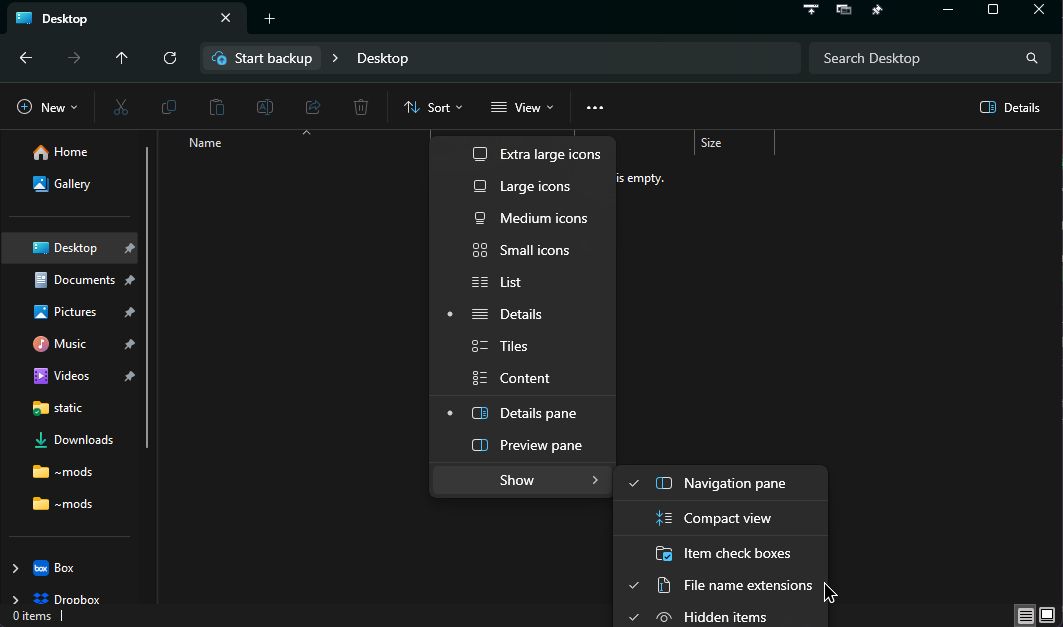 Desktop
Start backup > Desktop
Search Desktop
New
Sort
View
Details
Name
Size
is empty.
Home
Gallery
Desktop
Documents
Pictures
Music
Videos
static
Downloads
~mods
~mods
Box
Dropbox
Extra large icons
Large icons
Medium icons
Small icons
List
Details
Tiles
Content
Details pane
Preview pane
Show
Navigation pane
Compact view
Item check boxes
File name extensions
Hidden items
0 items